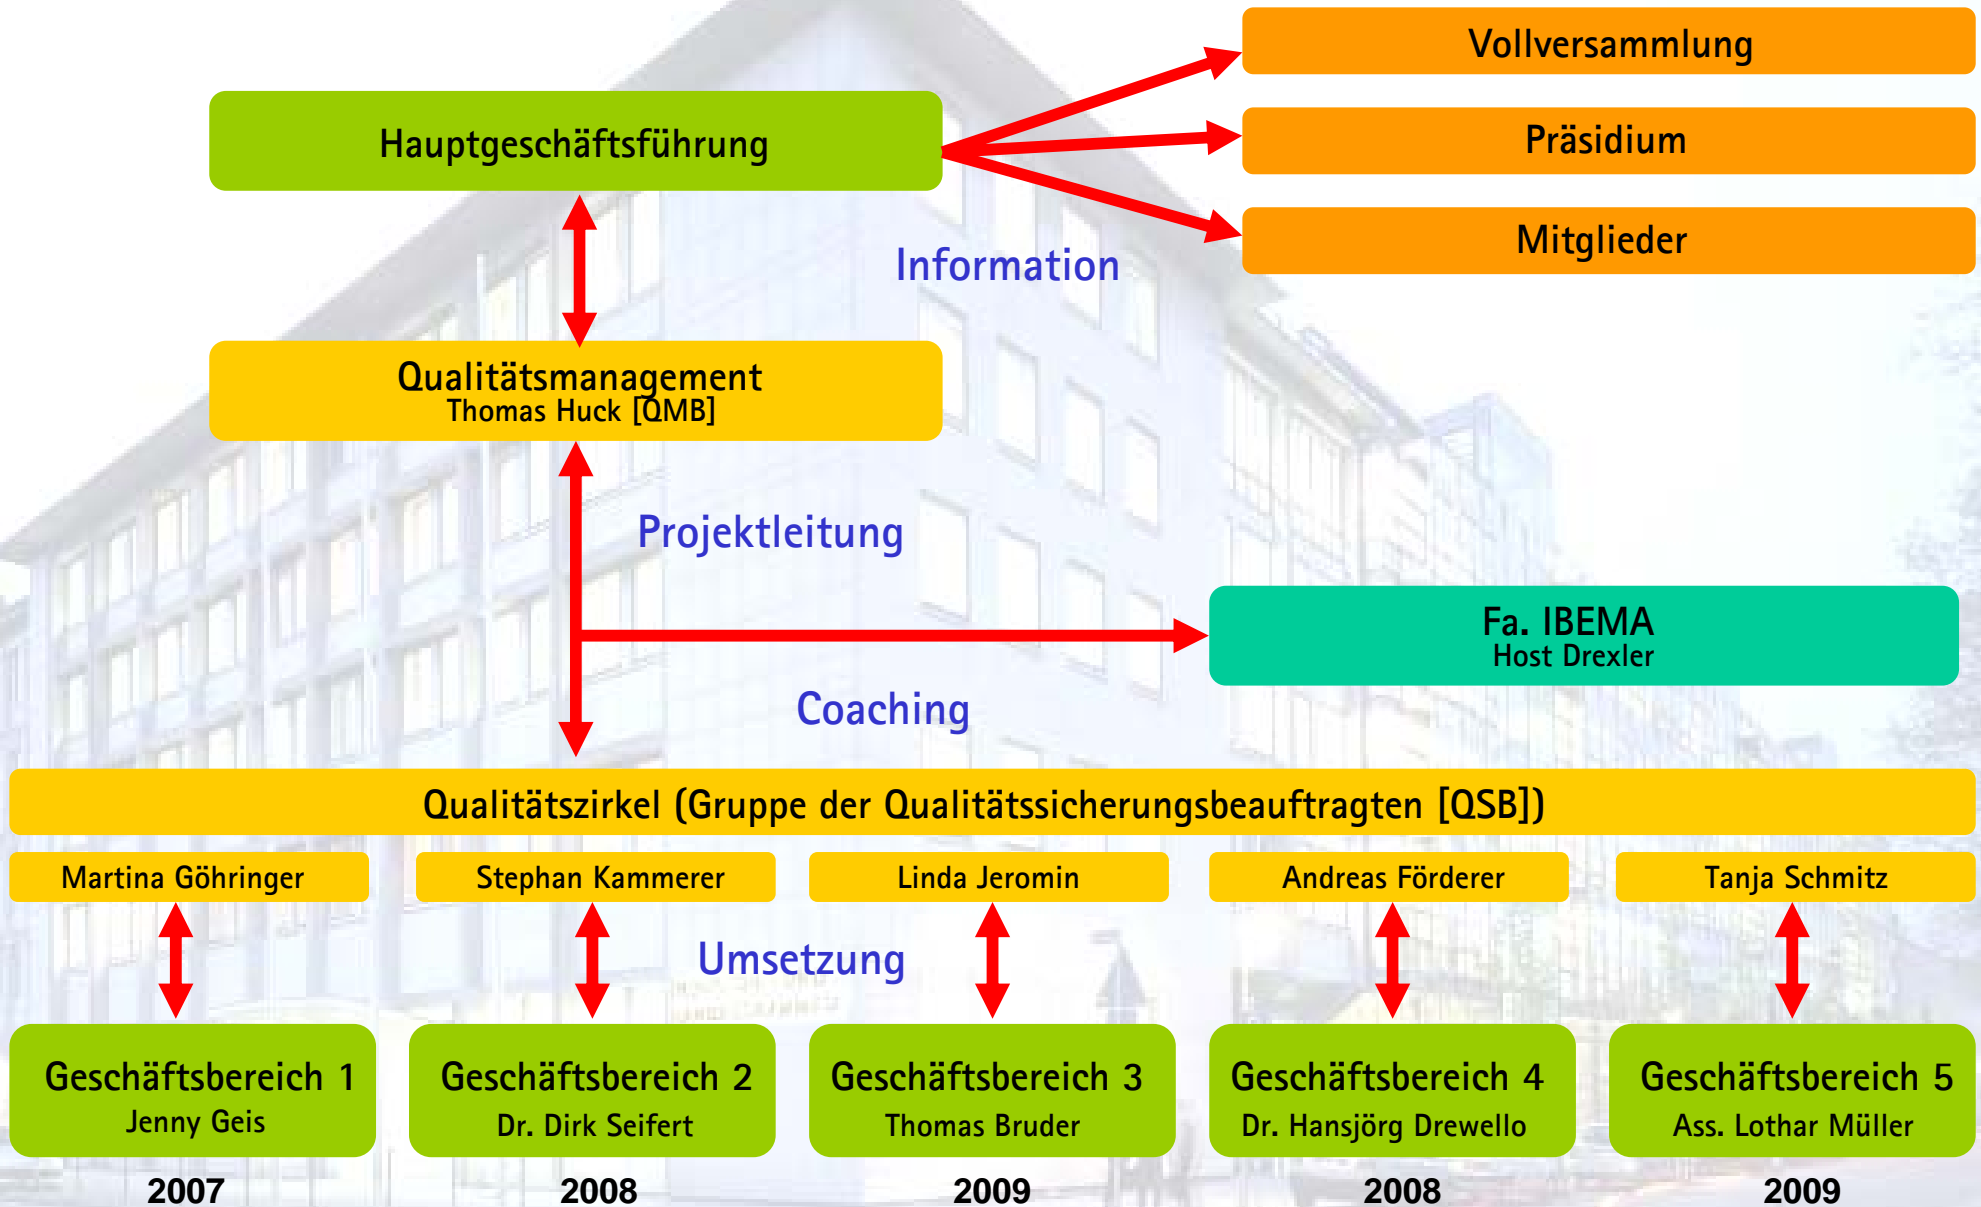 Vollversammlung
Hauptgeschäftsführung
Präsidium
Mitglieder
Information
Qualitätsmanagement
Thomas Huck [QMB]
Projektleitung
Fa. IBEMA
Host Drexler
Coaching
Qualitätszirkel (Gruppe der Qualitätssicherungsbeauftragten [QSB])
Martina Göhringer
Stephan Kammerer
Linda Jeromin
Andreas Förderer
Tanja Schmitz
Umsetzung
Geschäftsbereich 1
Jenny Geis
Geschäftsbereich 2
Dr. Dirk Seifert
Geschäftsbereich 3
Thomas Bruder
Geschäftsbereich 4
Dr. Hansjörg Drewello
Geschäftsbereich 5
Ass. Lothar Müller
2007
2008
2009
2008
2009